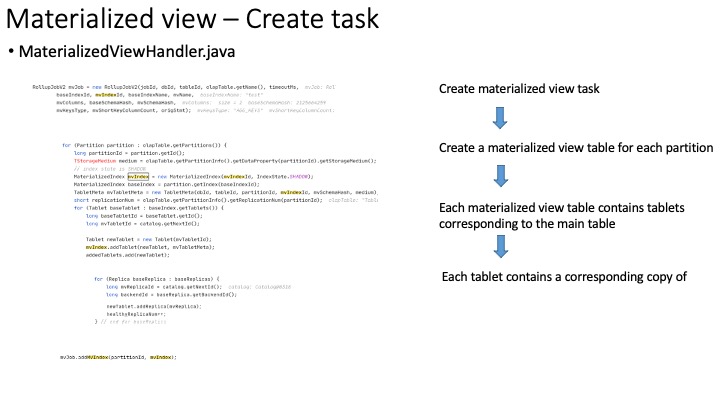 Materialized view – Create task
• MaterializedViewHandler.java
RollupJobV2 mvJob = new RollupJobV2(jobId, dbId, tableId, olapTable.getName(), timeoutMs, mvJob: Rol
baseIndexId, mvIndexId, baseIndexName, mvName, baseIndexName: "test"
mvColumns, baseSchemaHash, mvSchemaHash, mvColumns: size = 2 baseSchemaHash:
mvKeysType, mvShortKeyColumnCount, origStmt); mvKeysType: "AGG_KEYS" mvShortKeyColumnCount:
for (Partition partition : olapTable.getPartitions()) {
long partitionId = partition.getId();
TStorageMedium medium = olapTable.getPartitionInfo().getDataProperty(partitionId).getStorageMedium();
// index state is SHADOW
MaterializedIndex mvIndex = new MaterializedIndex(mvIndexId, IndexState.SHADOW);
MaterializedIndex baseIndex = partition.getIndex(baseIndexId);
TabletMeta mvTabletMeta = new TabletMeta(dbId, tableId, partitionId, mvIndexId, mvSchemaHash, medium);
short replicationNum = olapTable.getPartitionInfo().getReplicationNum(partitionId); olapTable: "Tabl
for (Tablet baseTablet : baseIndex.getTablets()) {
long baseTabletId = baseTablet.getId();
long mvTabletId = catalog.getNextId();
Tablet newTablet = new Tablet(mvTabletId);
mvIndex.addTablet(newTablet, mvTabletMeta);
addedTablets.add(newTablet);
for (Replica baseReplica : baseReplicas) {
long mvReplicaId = catalog.getNextId(); catalog:
long backendId = baseReplica.getBackendId();
newTablet.addReplica(mvReplica);
healthyReplicaNum++;
} // end for baseReplica
mvJob.addMVIndex(partitionId, mvIndex);
Create materialized view task
Create a materialized view table for each partition
Each materialized view table contains tablets
corresponding to the main table
Each tablet contains a corresponding copy of